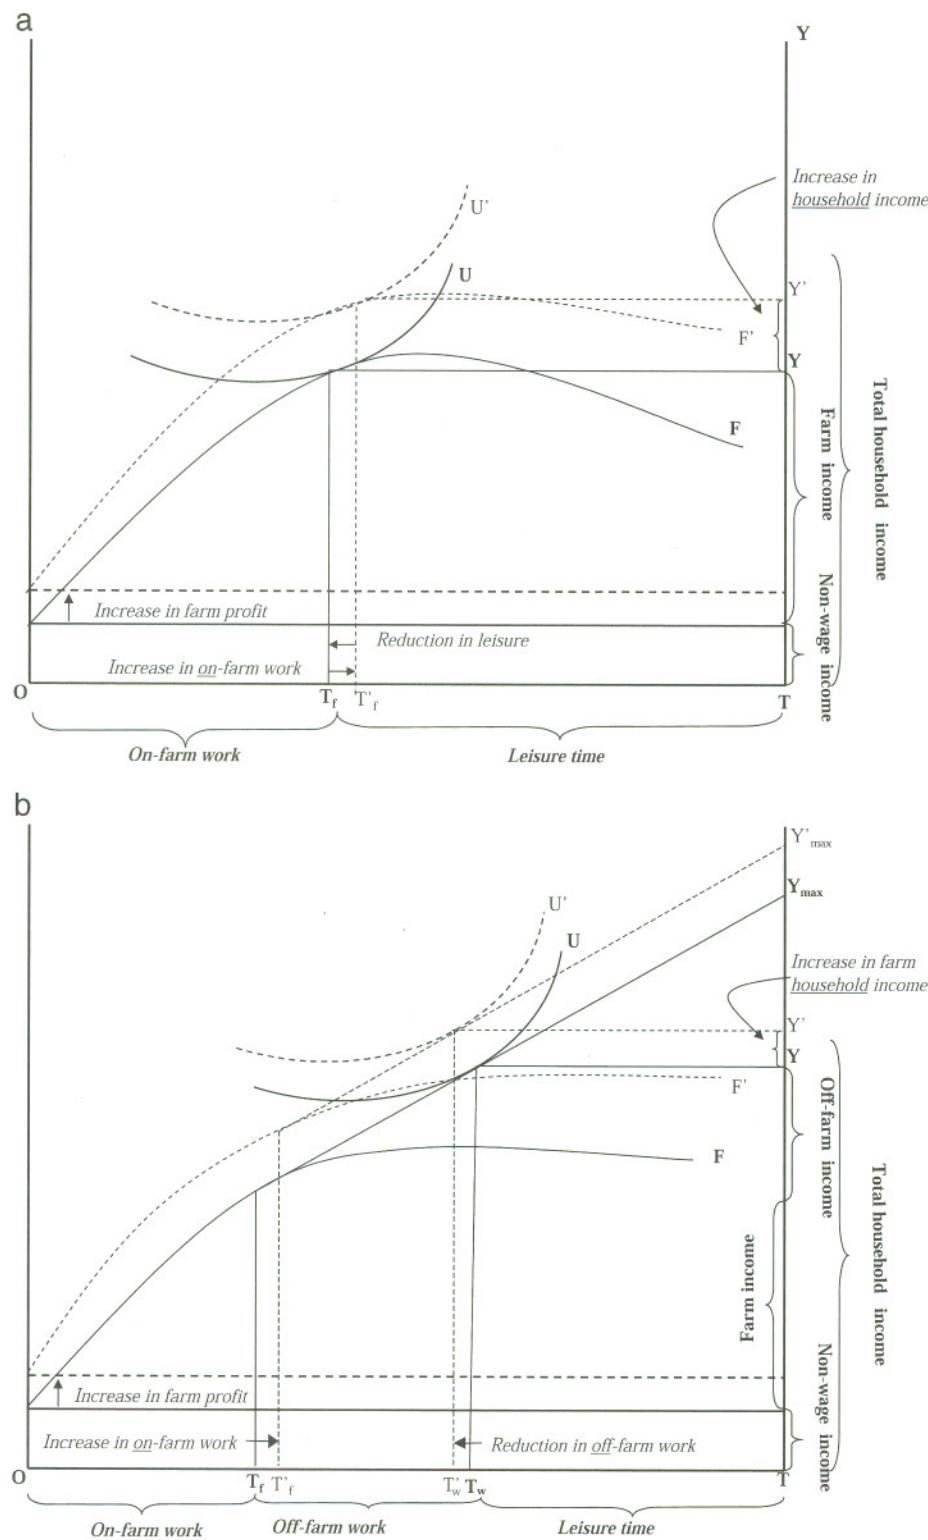 a
Y
Increase in
household income
U'
U
Y'
F'
Y
F
Farm income
Total household income
Non-wage income
Increase in farm profit
Reduction in leisure
Increase in on-farm work
O
Tf
T'f
T
On-farm work
Leisure time
b
Y'max
Ymax
U'
U
Increase in farm
household income
Y'
Y
F'
F
Off-farm income
Farm income
Total household income
Non-wage income
Increase in farm profit
Increase in on-farm work
Reduction in off-farm work
O
Tf
T'f
T'w
Tw
T
On-farm work
Off-farm work
Leisure time